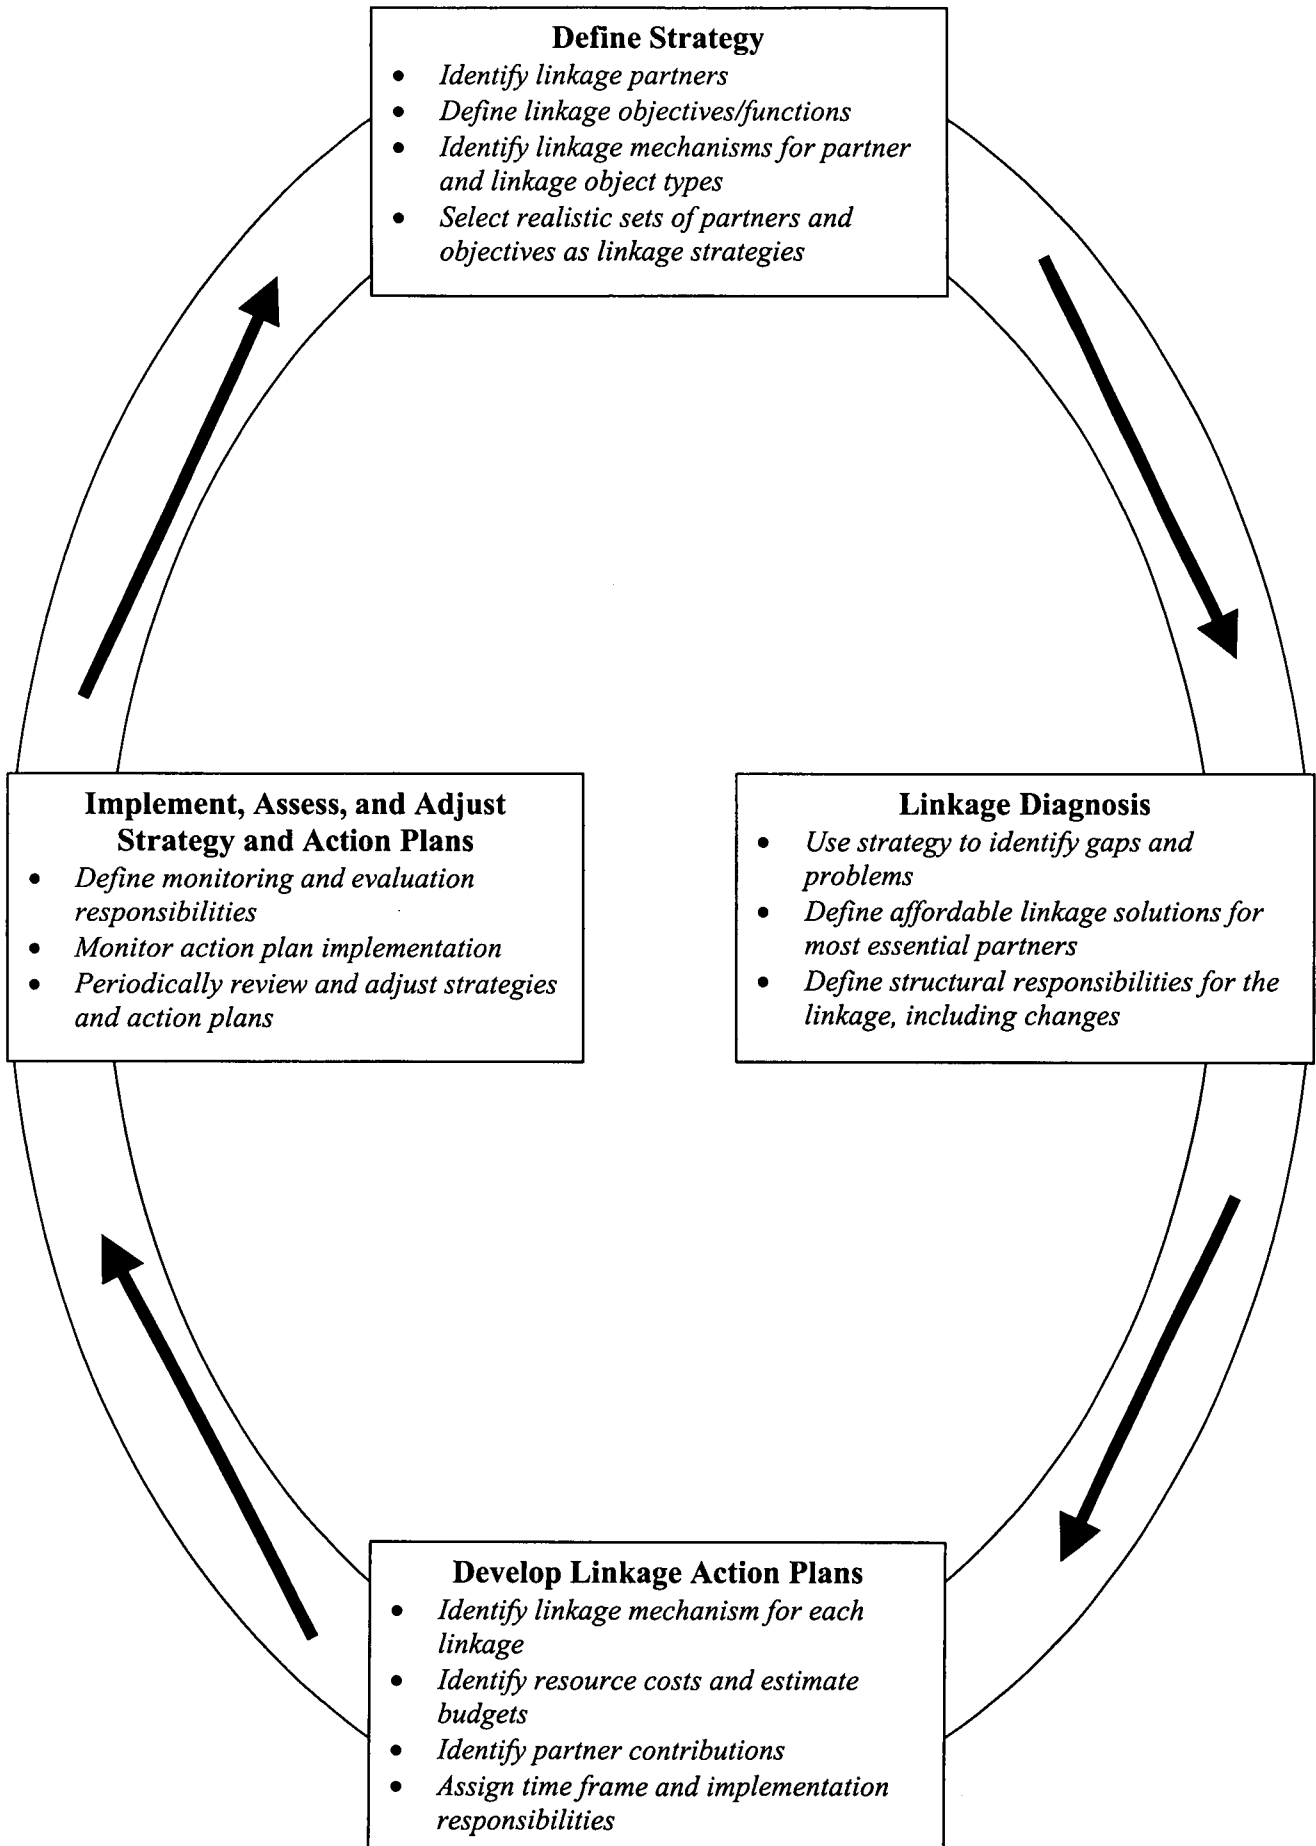 Define Strategy
• Identify linkage partners
• Define linkage objectives/functions
• Identify linkage mechanisms for partner
and linkage object types
• Select realistic sets of partners and
objectives as linkage strategies
Implement, Assess, and Adjust
Strategy and Action Plans
• Define monitoring and evaluation
responsibilities
• Monitor action plan implementation
• Periodically review and adjust strategies
and action plans
Linkage Diagnosis
• Use strategy to identify gaps and
problems
• Define affordable linkage solutions for
most essential partners
• Define structural responsibilities for the
linkage, including changes
Develop Linkage Action Plans
• Identify linkage mechanism for each
linkage
• Identify resource costs and estimate
budgets
• Identify partner contributions
• Assign time frame and implementation
responsibilities